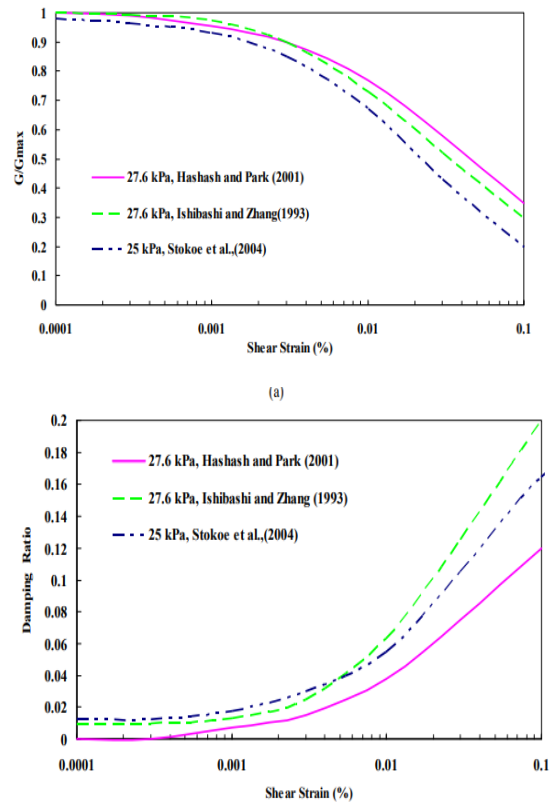 1
0.9
0.8
0.7
0.6
0.5
0.4
0.3
0.2
0.1
0
G/Gmax
27.6 kPa, Hashash and Park (2001)
27.6 kPa, Ishibashi and Zhang(1993)
25 kPa, Stokoe et al.,(2004)
0.0001 0.001 0.01 0.1
Shear Strain (%)
(a)
0.2
0.18
0.16
0.14
0.12
0.1
0.08
0.06
0.04
0.02
0
Damping Ratio
27.6 kPa, Hashash and Park (2001)
27.6 kPa, Ishibashi and Zhang (1993)
25 kPa, Stokoe et al.,(2004)
0.0001 0.001 0.01 0.1
Shear Strain (%)